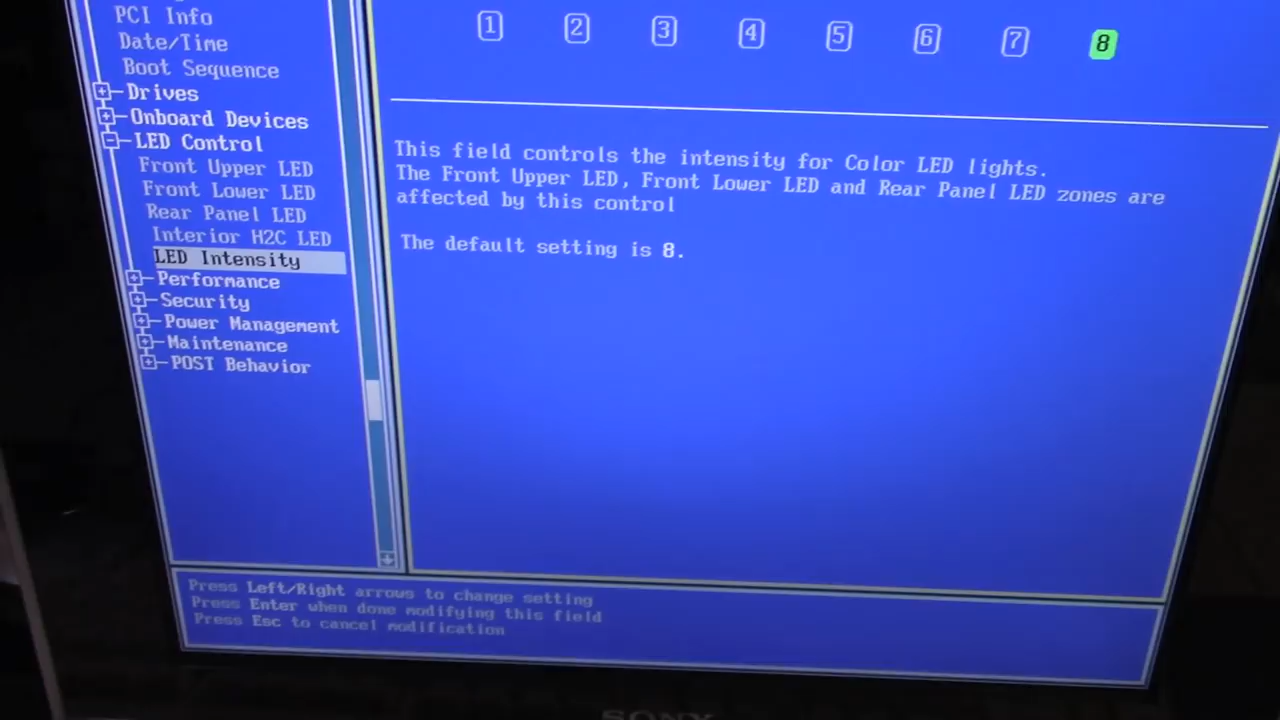 PCI Info
Date/Time
Boot Sequence
Drives
Onboard Devices
LED Control
Front Upper LED
Front Lower LED
Rear Panel LED
Interior H2C LED
LED Intensity
Performance
Security
Power Management
Maintenance
POST Behavior
1 2 3 4 5 6 7 8
This field controls the intensity for Color LED lights.
The Front Upper LED, Front Lower LED and Rear Panel LED zones are
affected by this control
The default setting is 8.
Press Left/Right arrows to change setting
Press Enter when done modifying this field
Press Esc to cancel modification
SONY